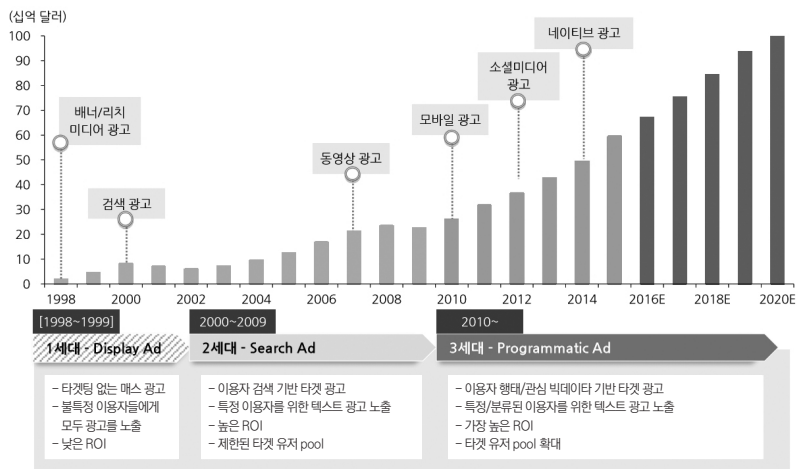 (십억 달러)
100
90
80
70
60
50
40
30
20
10
0
배너/리치
미디어 광고
검색 광고
동영상 광고
모바일 광고
소셜미디어
광고
네이티브 광고
1998 2000 2002 2004 2006 2008 2010 2012 2014 2016E 2018E 2020E
[1998~1999] 2000~2009 2010~
1세대 - Display Ad 2세대 - Search Ad 3세대 - Programmatic Ad
– 타겟팅 없는 매스 광고
– 불특정 이용자들에게
모두 광고를 노출
– 낮은 ROI
– 이용자 검색 기반 타겟 광고
– 특정 이용자를 위한 텍스트 광고 노출
– 높은 ROI
– 제한된 타겟 유저 pool
– 이용자 행태/관심 빅데이타 기반 타겟 광고
– 특정/분류된 이용자를 위한 텍스트 광고 노출
– 가장 높은 ROI
– 타겟 유저 pool 확대